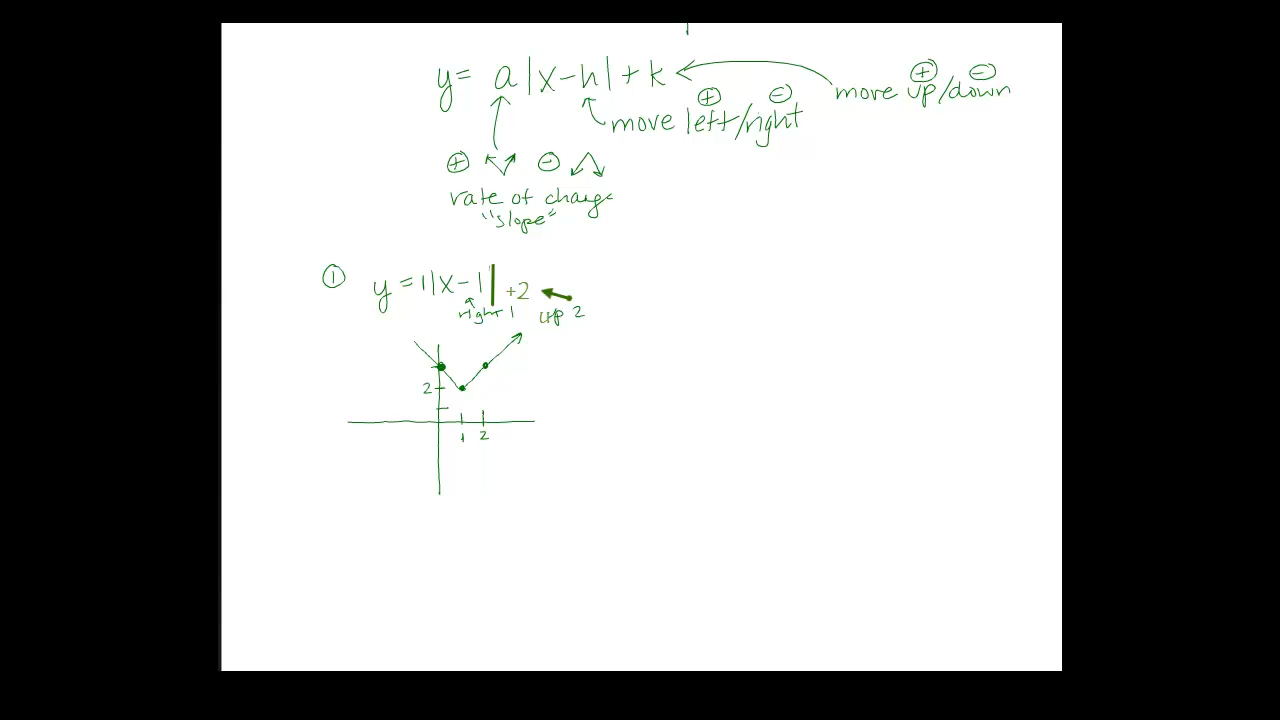 y = a|x-h| + k
⊕ ⊖
move up/down
⊕ ⊖
move left/right
⊕ ⊖
rate of change
"slope"
① y = 1|x-1| +2
right 1 up 2
2
1 2